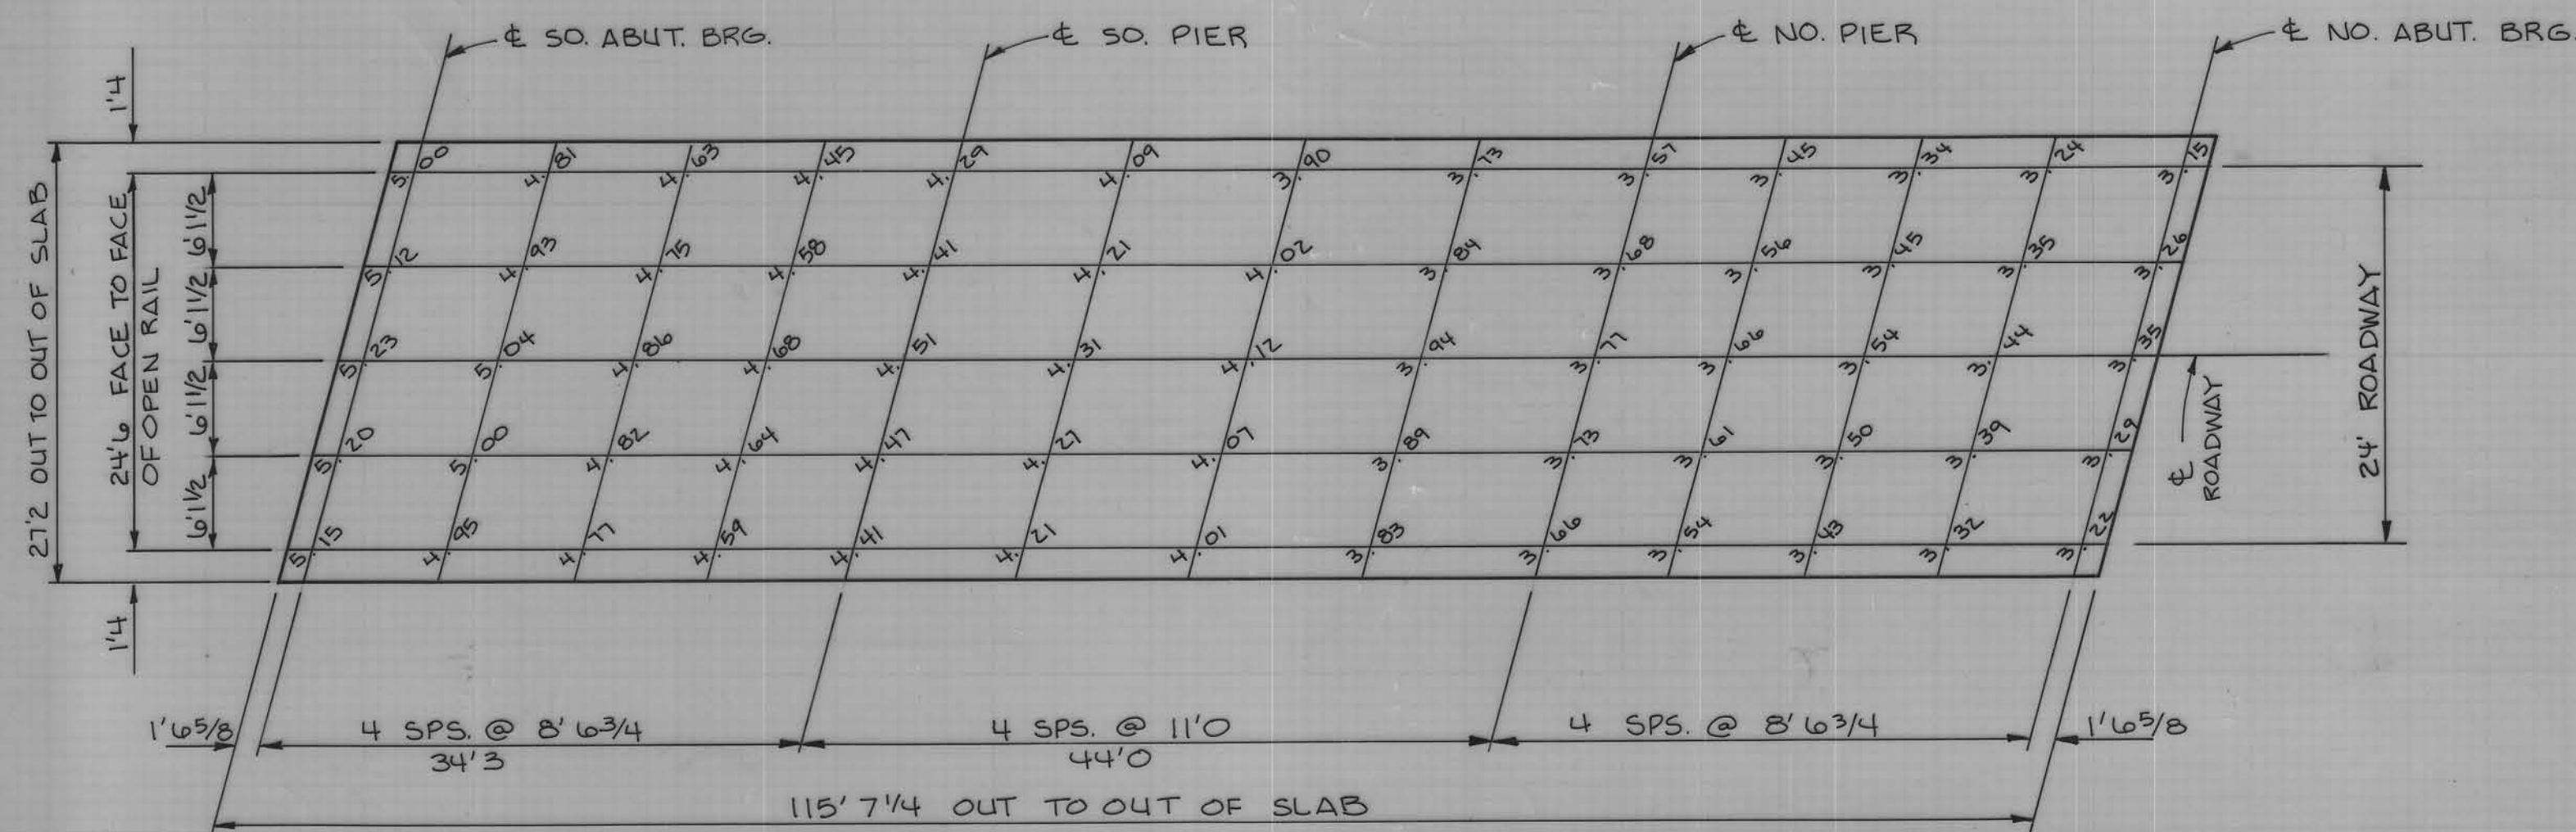 ℄ SO. ABUT. BRG.
℄ SO. PIER
℄ NO. PIER
℄ NO. ABUT. BRG.
1'4
27'2 OUT TO OUT OF SLAB
24'6 FACE TO FACE
OF OPEN RAIL
6'1 1/2
6'1 1/2
6'1 1/2
6'1 1/2
1'4
5.00 4.81 4.63 4.45 4.29 4.09 3.90 3.73 3.57 3.45 3.34 3.24 3.15
5.12 4.93 4.75 4.58 4.41 4.21 4.02 3.84 3.68 3.56 3.45 3.35 3.26
5.23 5.04 4.86 4.68 4.51 4.31 4.12 3.94 3.77 3.66 3.54 3.44 3.35
5.20 5.00 4.82 4.64 4.47 4.27 4.07 3.89 3.73 3.61 3.50 3.39 3.29
5.15 4.95 4.77 4.59 4.41 4.21 4.01 3.83 3.66 3.54 3.43 3.32 3.22
℄
ROADWAY
24' ROADWAY
1'6 5/8
4 SPS. @ 8'6 3/4
34'3
4 SPS. @ 11'0
44'0
4 SPS. @ 8'6 3/4
1'6 5/8
115'7 1/4 OUT TO OUT OF SLAB